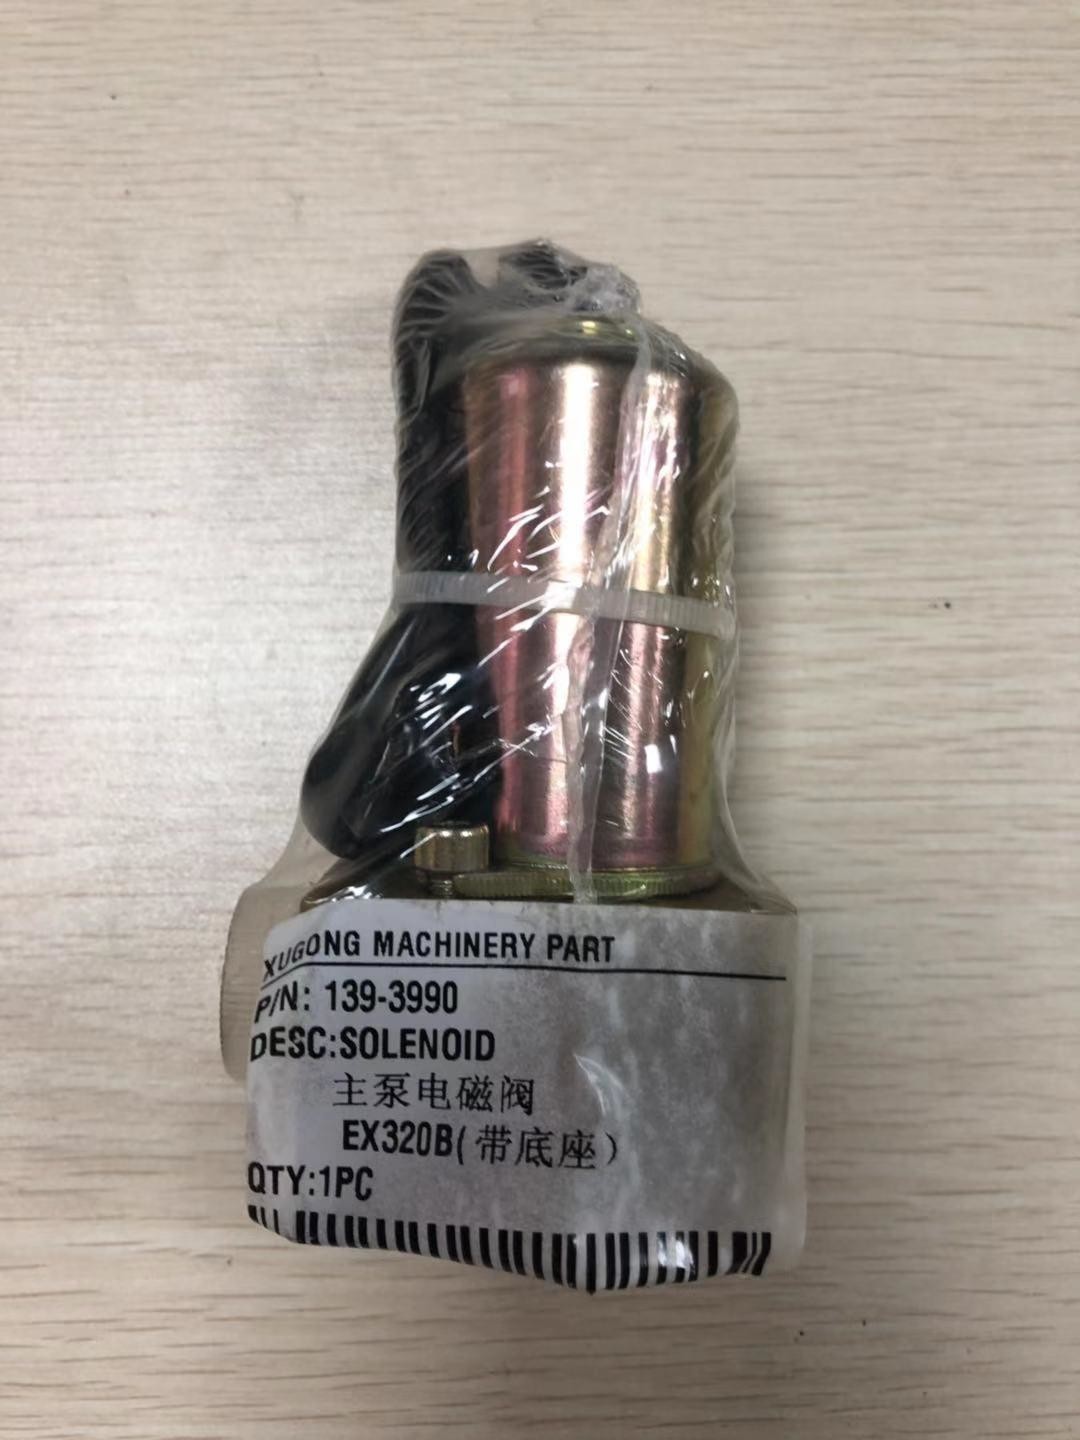 XUGONG MACHINERY PART
P/N: 139-3990
DESC:SOLENOID
主泵电磁阀
EX320B(带底座)
QTY:1PC